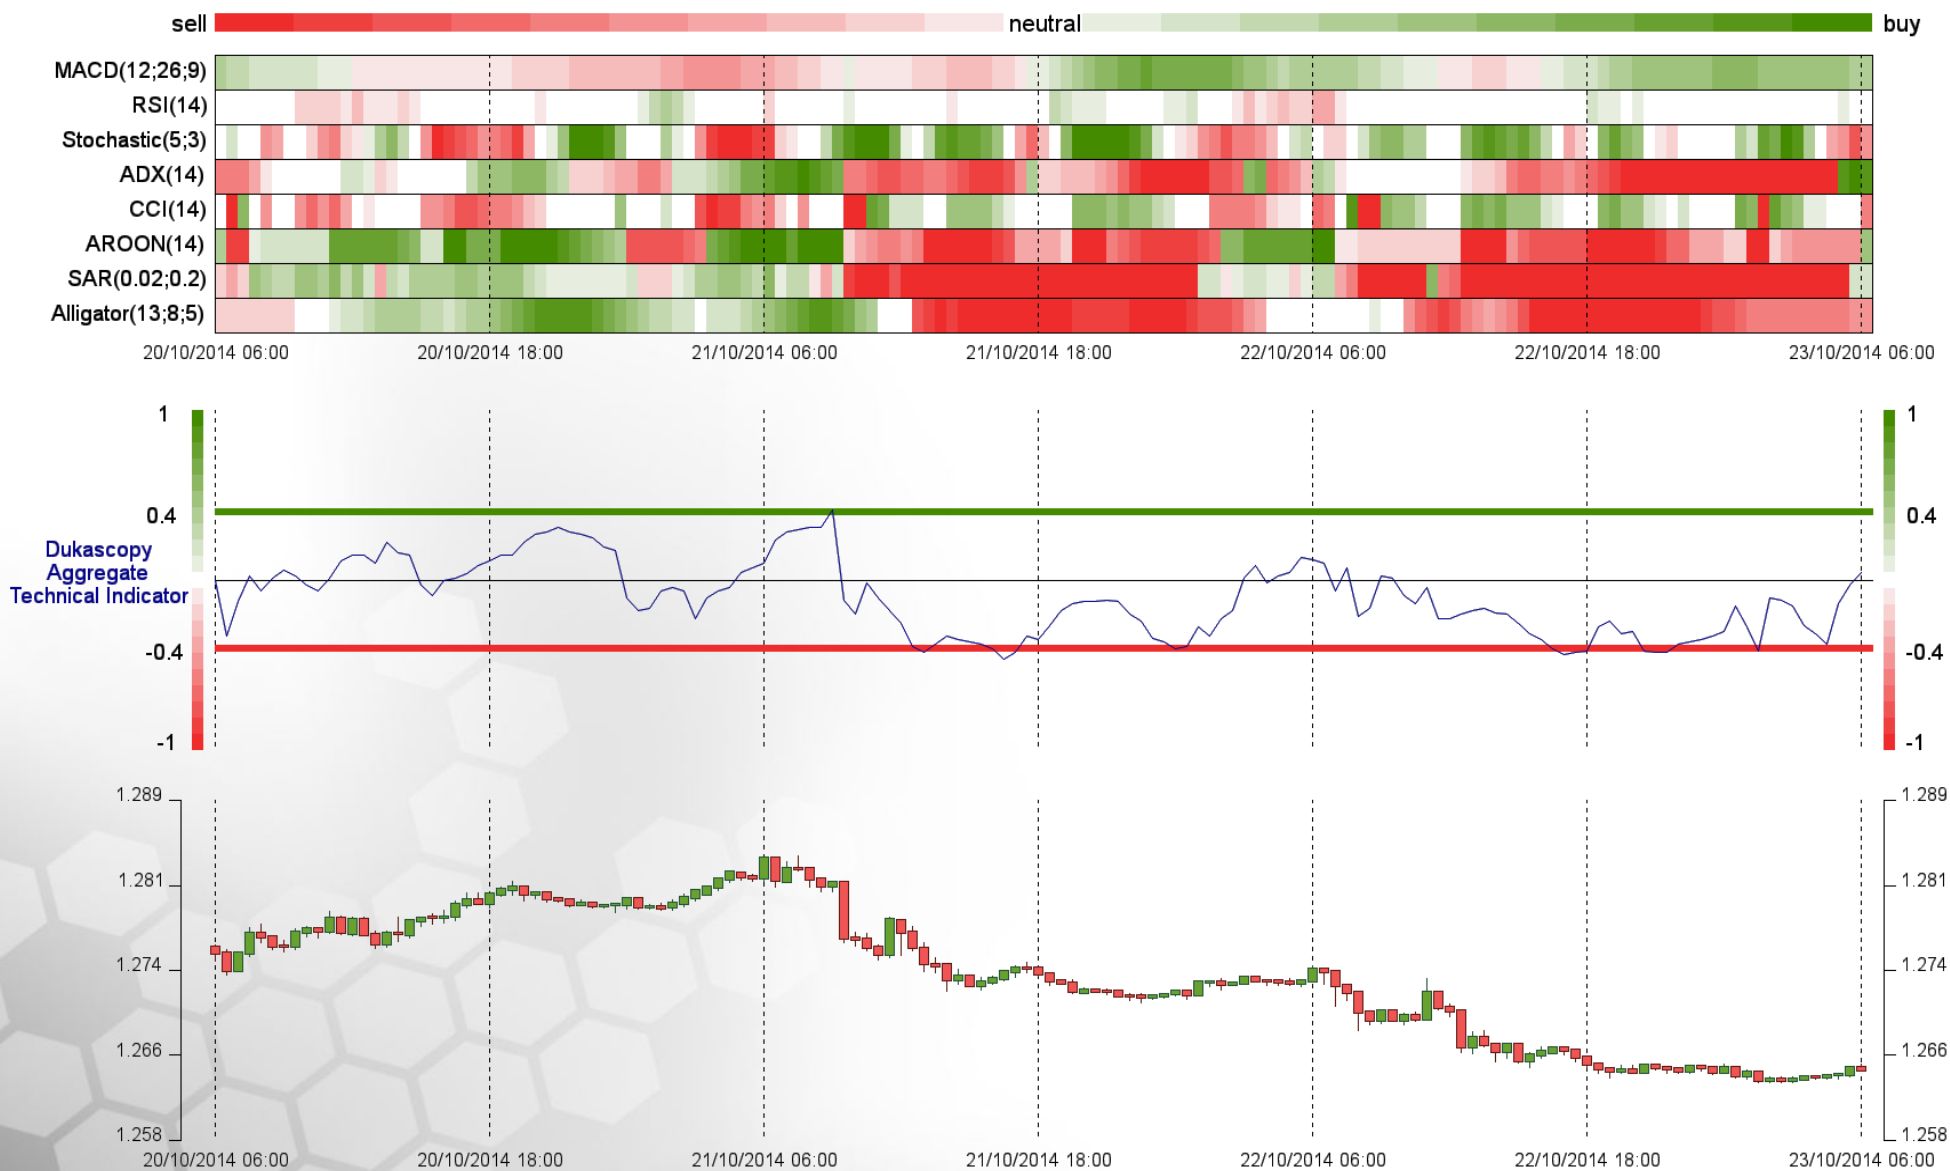 sell neutral buy
MACD(12;26;9)
RSI(14)
Stochastic(5;3)
ADX(14)
CCI(14)
AROON(14)
SAR(0.02;0.2)
Alligator(13;8;5)
20/10/2014 06:00 20/10/2014 18:00 21/10/2014 06:00 21/10/2014 18:00 22/10/2014 06:00 22/10/2014 18:00 23/10/2014 06:00
1 1
0.4 0.4
Dukascopy
Aggregate
Technical Indicator
-0.4 -0.4
-1 -1
1.289 1.289
1.281 1.281
1.274 1.274
1.266 1.266
1.258 1.258
20/10/2014 06:00 20/10/2014 18:00 21/10/2014 06:00 21/10/2014 18:00 22/10/2014 06:00 22/10/2014 18:00 23/10/2014 06:00